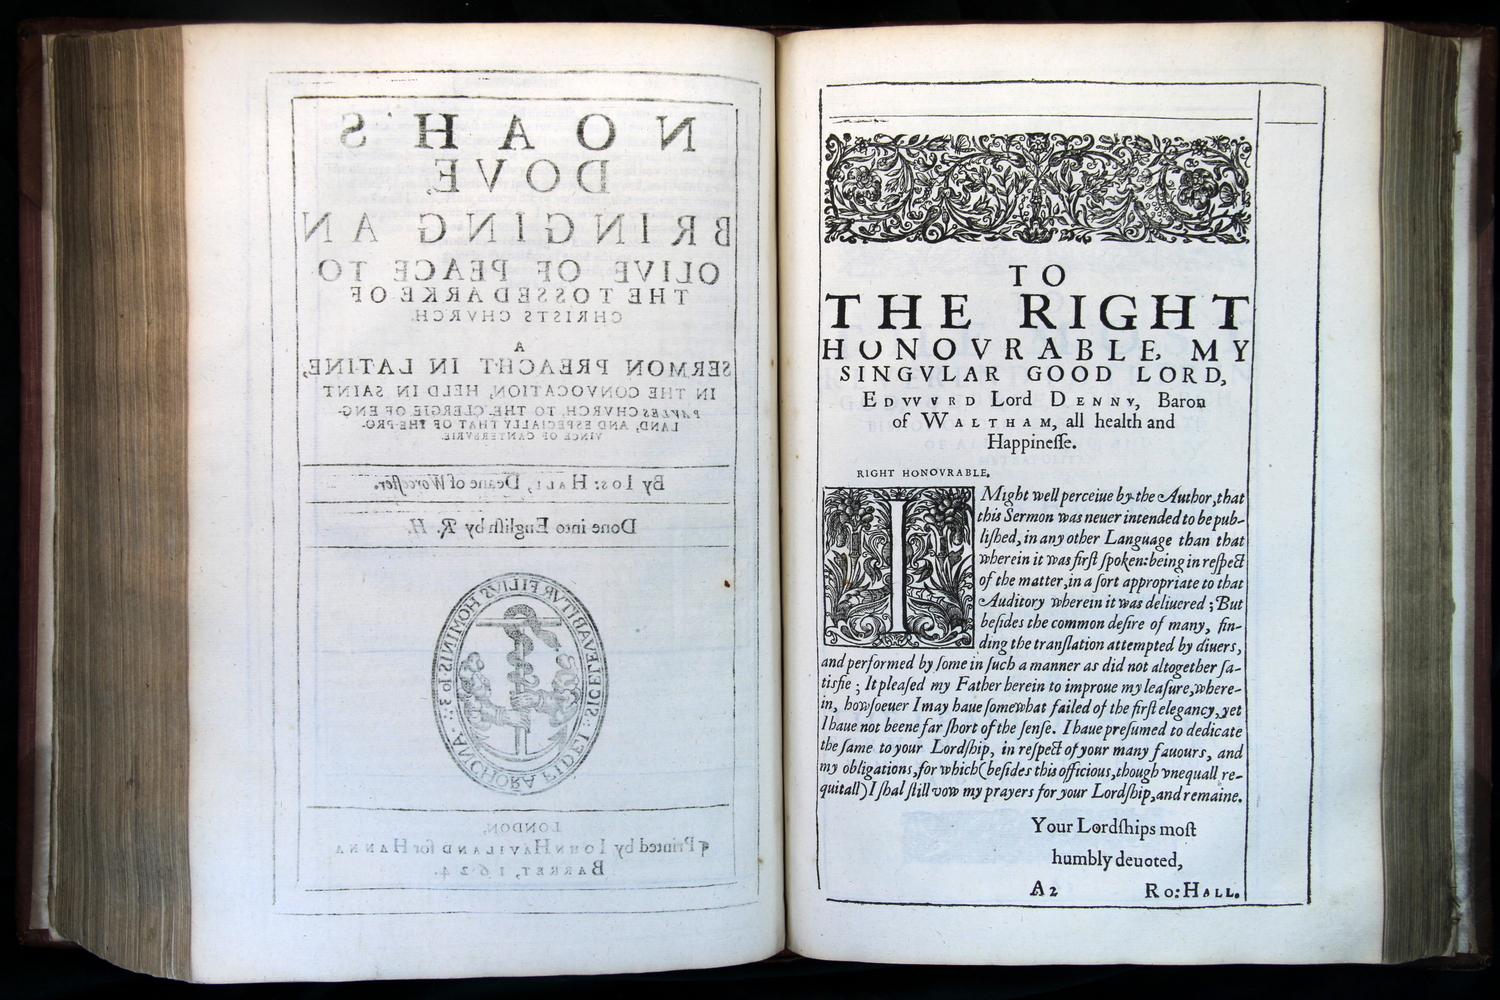 NOAH'S
DOVE,
BRINGING AN
OLIVE OF PEACE TO
THE TOSSED ARKE OF
CHRISTS CHVRCH.
A
SERMON PREACHT IN LATINE,
IN THE CONVOCATION, HELD IN SAINT
PAVLES CHVRCH, TO THE CLERGIE OF ENG-
LAND, AND ESPECIALLY THAT OF THE PRO-
VINCE OF CANTERBVRIE.
By IOS: HALL, Deane of Worceſter.
Done into Engliſh by R. H.
SIC ELEVABITVR FILIVS HOMINIS Io 3. ANCHORA FIDEI
LONDON,
¶ Printed by IOHN HAVILAND for HANNA
BARRET, 1624.
TO
THE RIGHT
HONOVRABLE, MY
SINGVLAR GOOD LORD,
EDVVVRD Lord DENNY, Baron
of WALTHAM, all health and
Happineſſe.
RIGHT HONOVRABLE,
I Might well perceiue by the Author, that
this Sermon was neuer intended to be pub-
liſhed, in any other Language than that
wherein it was firſt ſpoken: being in reſpect
of the matter, in a ſort appropriate to that
Auditory wherein it was deliuered ; But
beſides the common deſire of many, fin-
ding the tranſlation attempted by diuers,
and performed by ſome in ſuch a manner as did not altogether ſa-
tisfie ; It pleaſed my Father herein to improue my leaſure, where-
in, howſoeuer I may haue ſomewhat failed of the firſt elegancy, yet
I haue not beene far ſhort of the ſenſe. I haue preſumed to dedicate
the ſame to your Lordſhip, in reſpect of your many fauours, and
my obligations, for which (beſides this officious, though vnequall re-
quitall) I ſhal ſtill vow my prayers for your Lordſhip, and remaine.
Your Lordſhips moſt
humbly deuoted,
A2 RO: HALL.